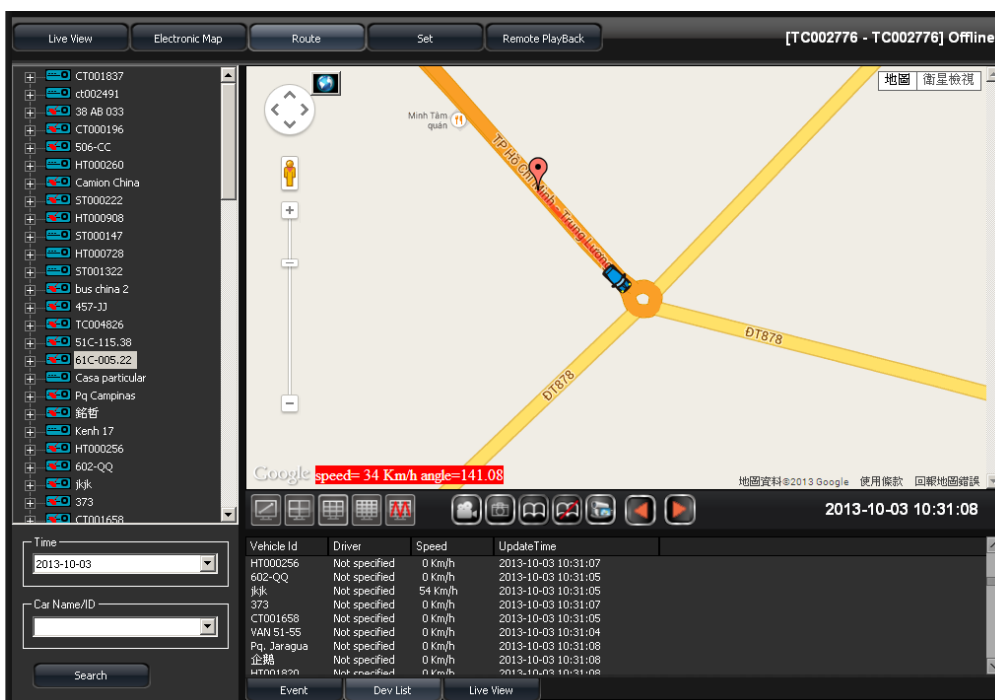 Live View
Electronic Map
Route
Set
Remote PlayBack
[TC002776 - TC002776] Offline
CT001837
ct002491
38 AB 033
CT000196
506-CC
HT000260
Camion China
ST000222
HT000908
ST000147
HT000728
ST001322
bus china 2
457-JJ
TC004826
51C-115.38
61C-005.22
Casa particular
Pq Campinas
銘哲
Kenh 17
HT000256
602-QQ
jkjk
373
CT001658
地圖
衛星檢視
Minh Tâm
quán
TP Hồ Chí Minh - Trung Lương
ĐT878
ĐT878
Google
speed= 34 Km/h angle=141.08
地圖資料©2013 Google 使用條款 回報地圖錯誤
2013-10-03 10:31:08
Time
2013-10-03
Car Name/ID
Search
Vehicle Id Driver Speed UpdateTime
HT000256 Not specified 0 Km/h 2013-10-03 10:31:07
602-QQ Not specified 0 Km/h 2013-10-03 10:31:05
jkjk Not specified 54 Km/h 2013-10-03 10:31:05
373 Not specified 0 Km/h 2013-10-03 10:31:07
CT001658 Not specified 0 Km/h 2013-10-03 10:31:05
VAN 51-55 Not specified 0 Km/h 2013-10-03 10:31:04
Pq. Jaragua Not specified 0 Km/h 2013-10-03 10:31:08
企鵝 Not specified 0 Km/h 2013-10-03 10:31:08
HT001820 Not specified 0 Km/h 2013-10-03 10:31:08
Event
Dev List
Live View